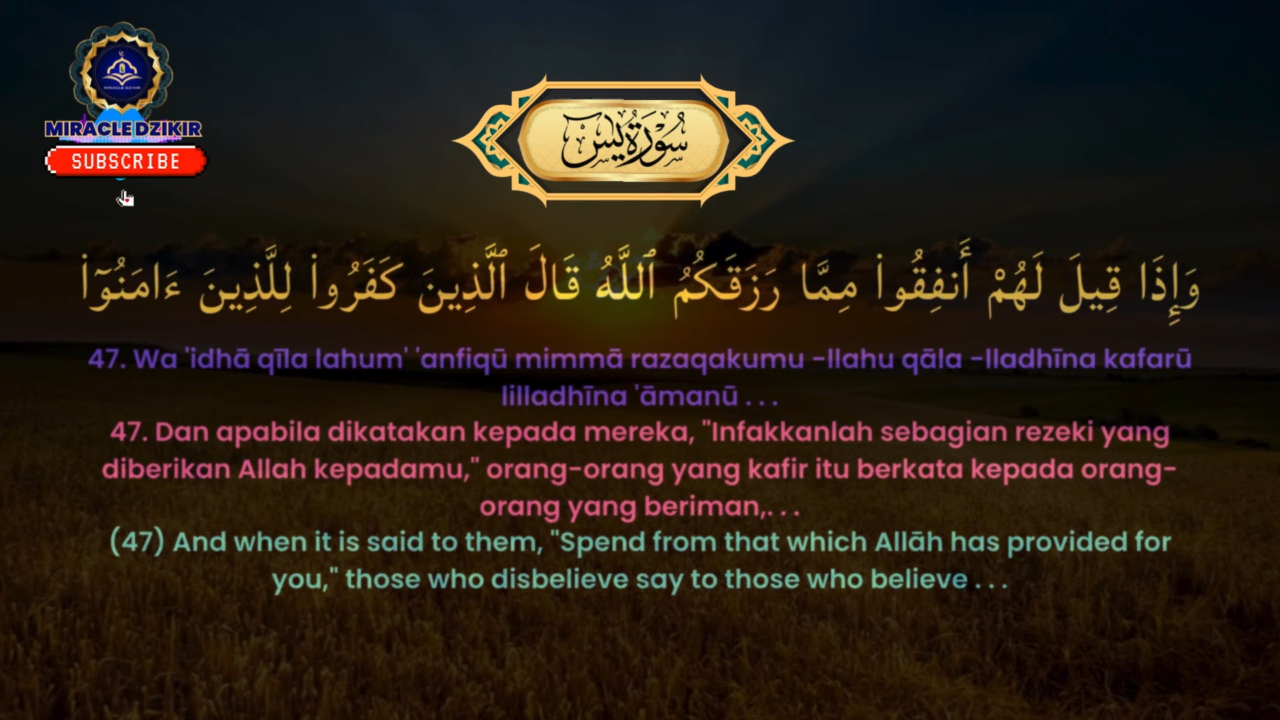 MIRACLE DZIKIR
SUBSCRIBE
سُورَةُ يسٓ
وَإِذَا قِيلَ لَهُمْ أَنفِقُوا۟ مِمَّا رَزَقَكُمُ ٱللَّهُ قَالَ ٱلَّذِينَ كَفَرُوا۟ لِلَّذِينَ ءَامَنُوٓا۟
47. Wa 'idhā qīla lahum' 'anfiqū mimmā razaqakumu -llahu qāla -lladhīna kafarū
lilladhīna 'āmanū . . .
47. Dan apabila dikatakan kepada mereka, "Infakkanlah sebagian rezeki yang
diberikan Allah kepadamu," orang-orang yang kafir itu berkata kepada orang-
orang yang beriman,. . .
(47) And when it is said to them, "Spend from that which Allāh has provided for
you," those who disbelieve say to those who believe . . .